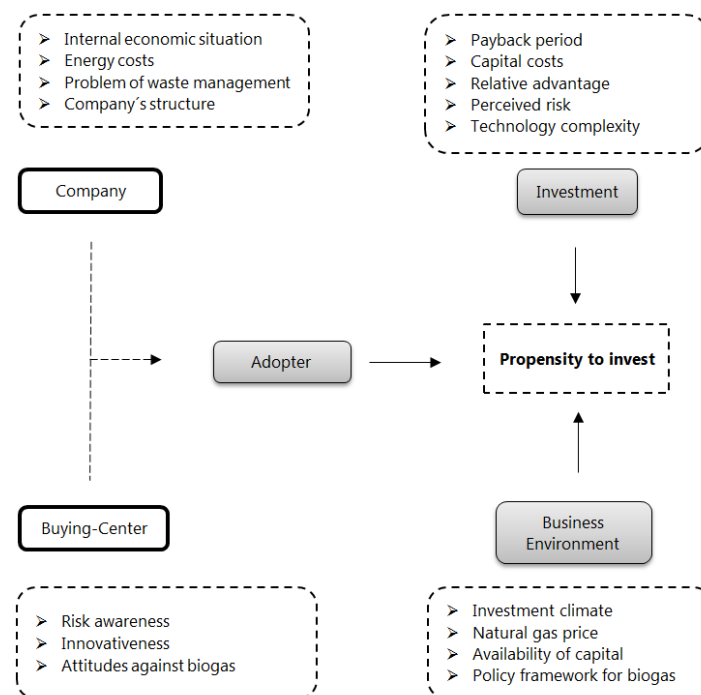 Internal economic situation
Energy costs
Problem of waste management
Company´s structure
Payback period
Capital costs
Relative advantage
Perceived risk
Technology complexity
Company
Investment
Adopter
Propensity to invest
Buying-Center
Business
Environment
Risk awareness
Innovativeness
Attitudes against biogas
Investment climate
Natural gas price
Availability of capital
Policy framework for biogas